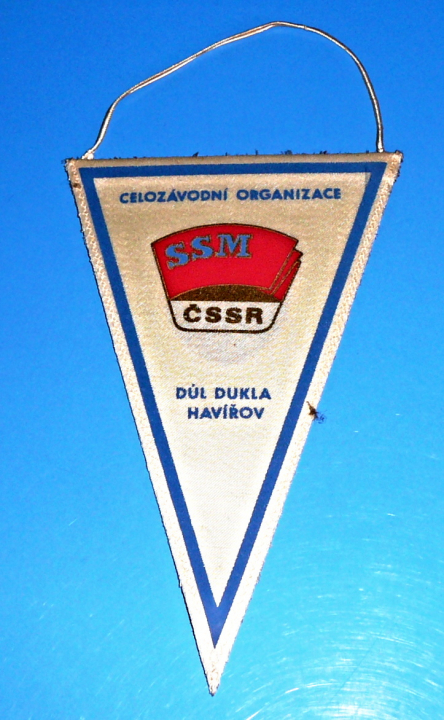 CELOZÁVODNÍ ORGANIZACE
SSM
ČSSR
DŮL DUKLA
HAVÍŘOV